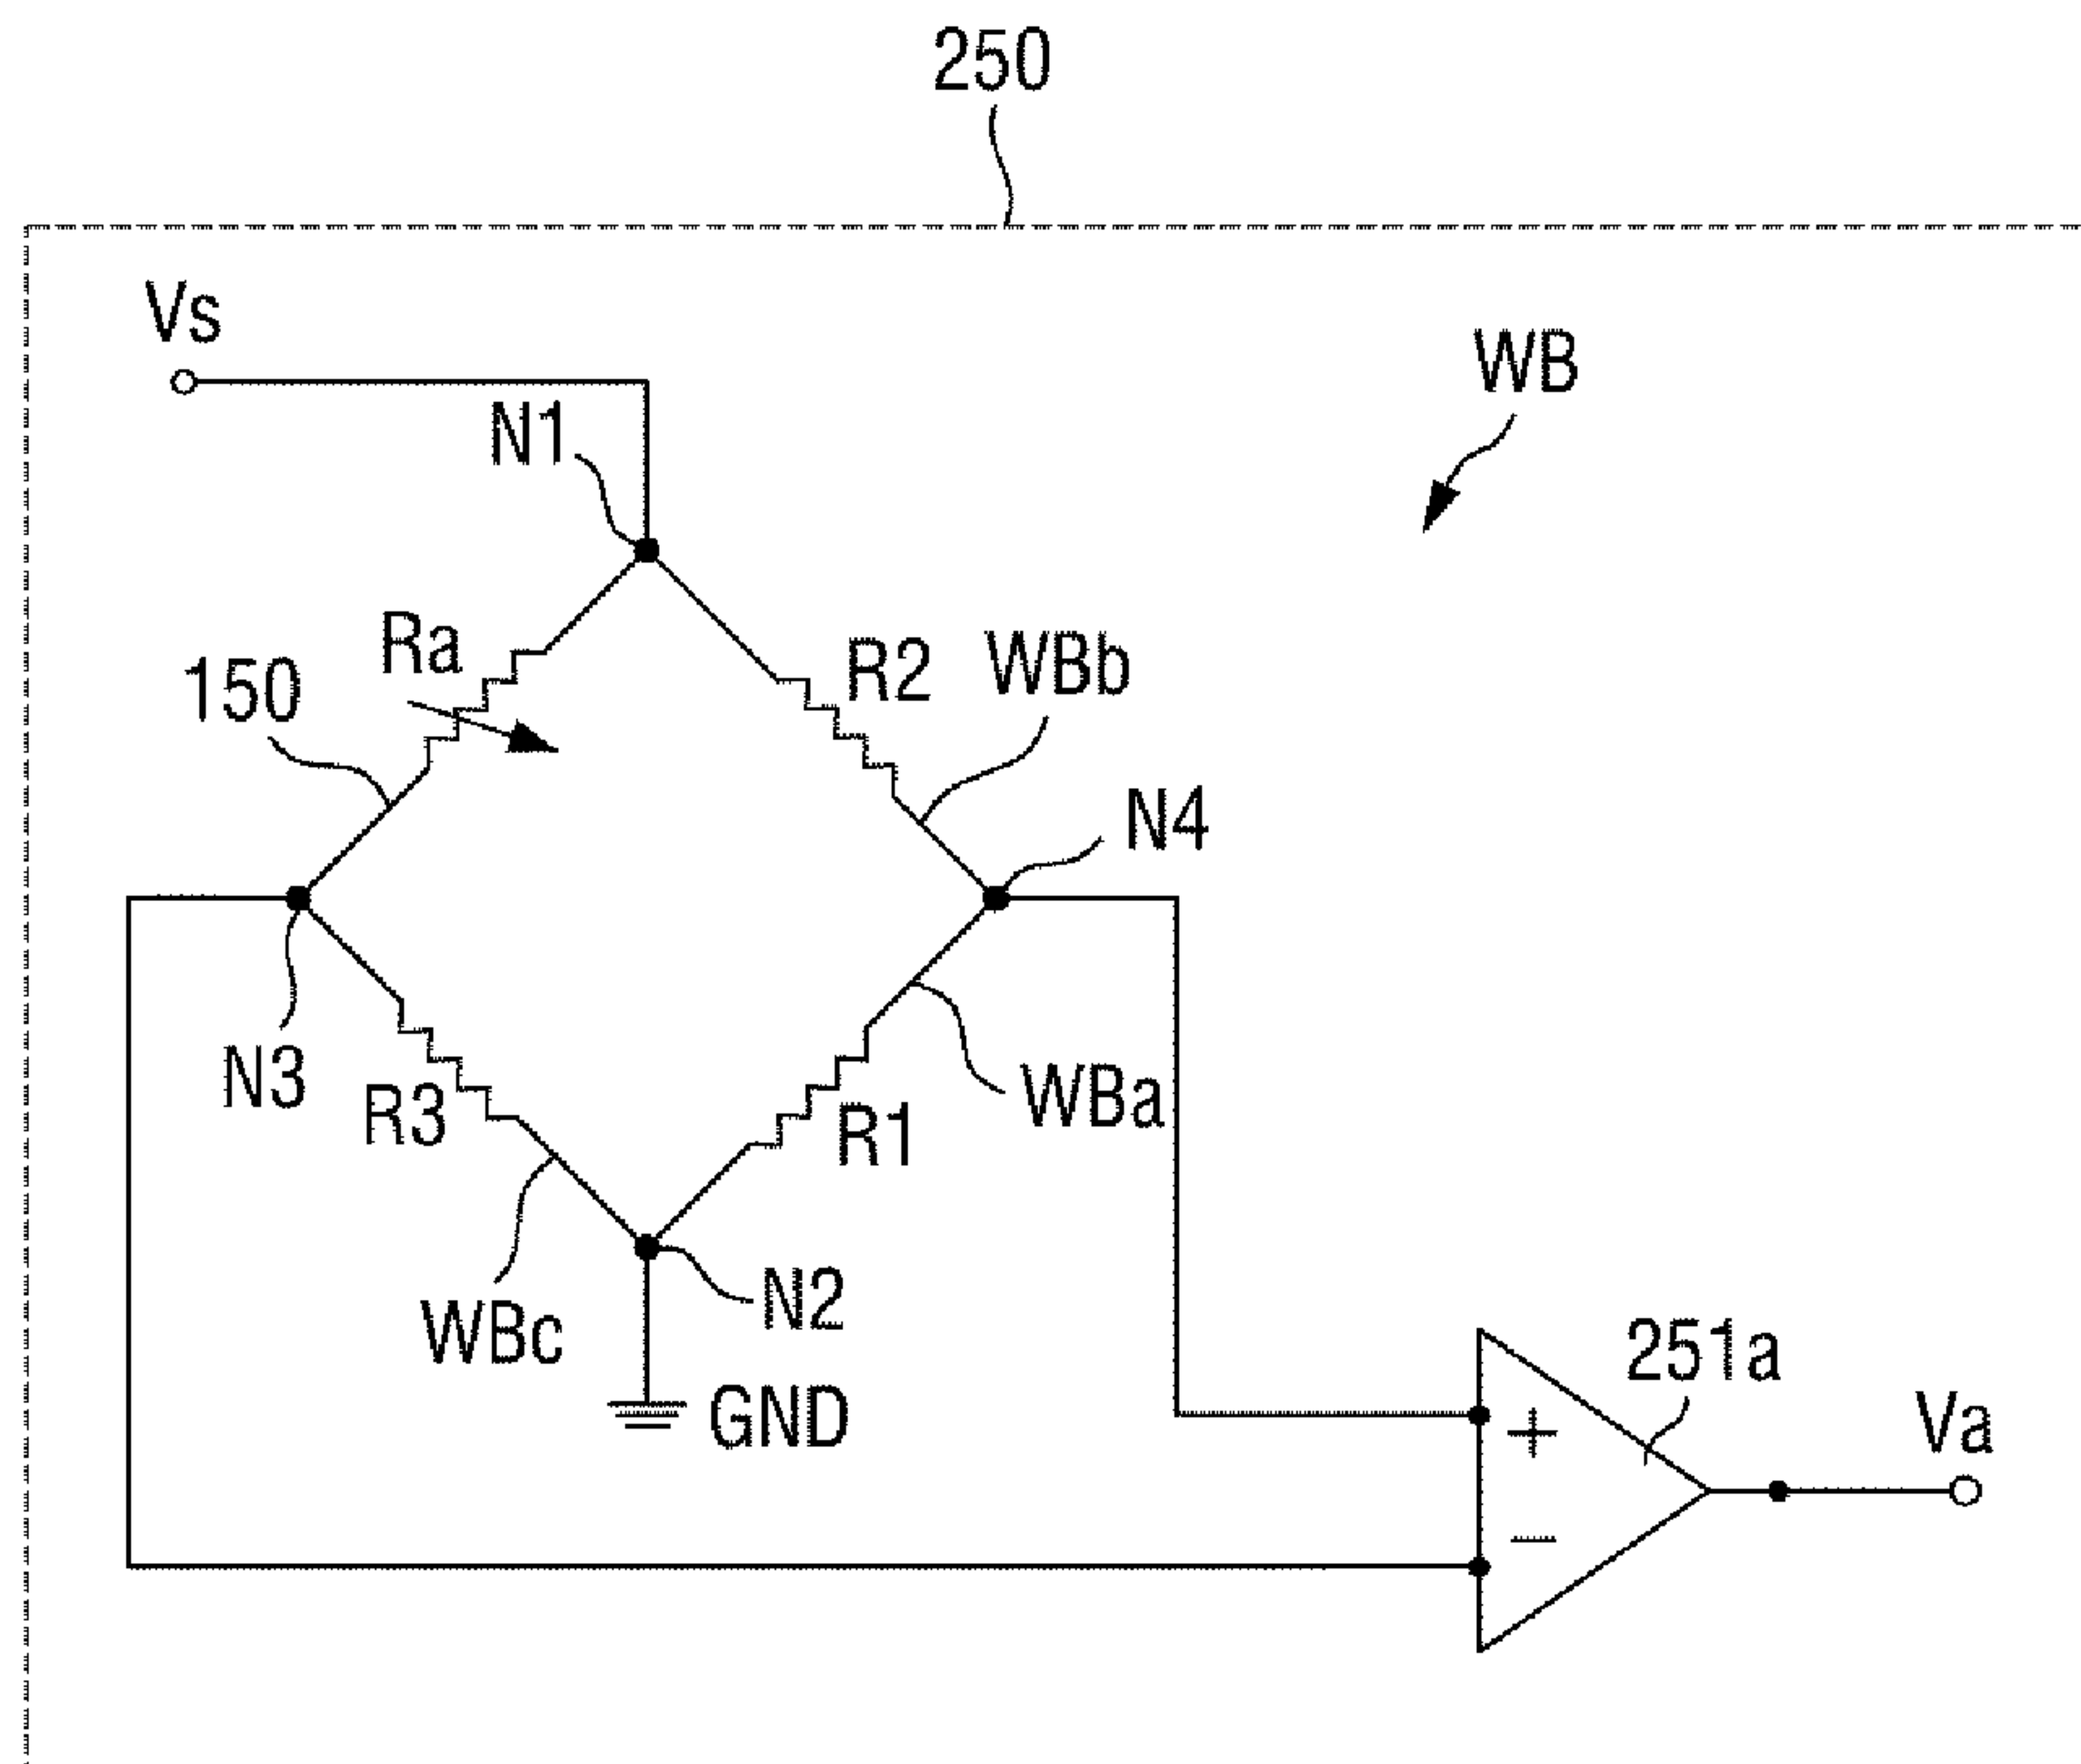 250
Vs
WB
N1
Ra
R2
WBb
150
N4
N3
R3
R1
WBa
N2
WBc
GND
251a
Va
+
−